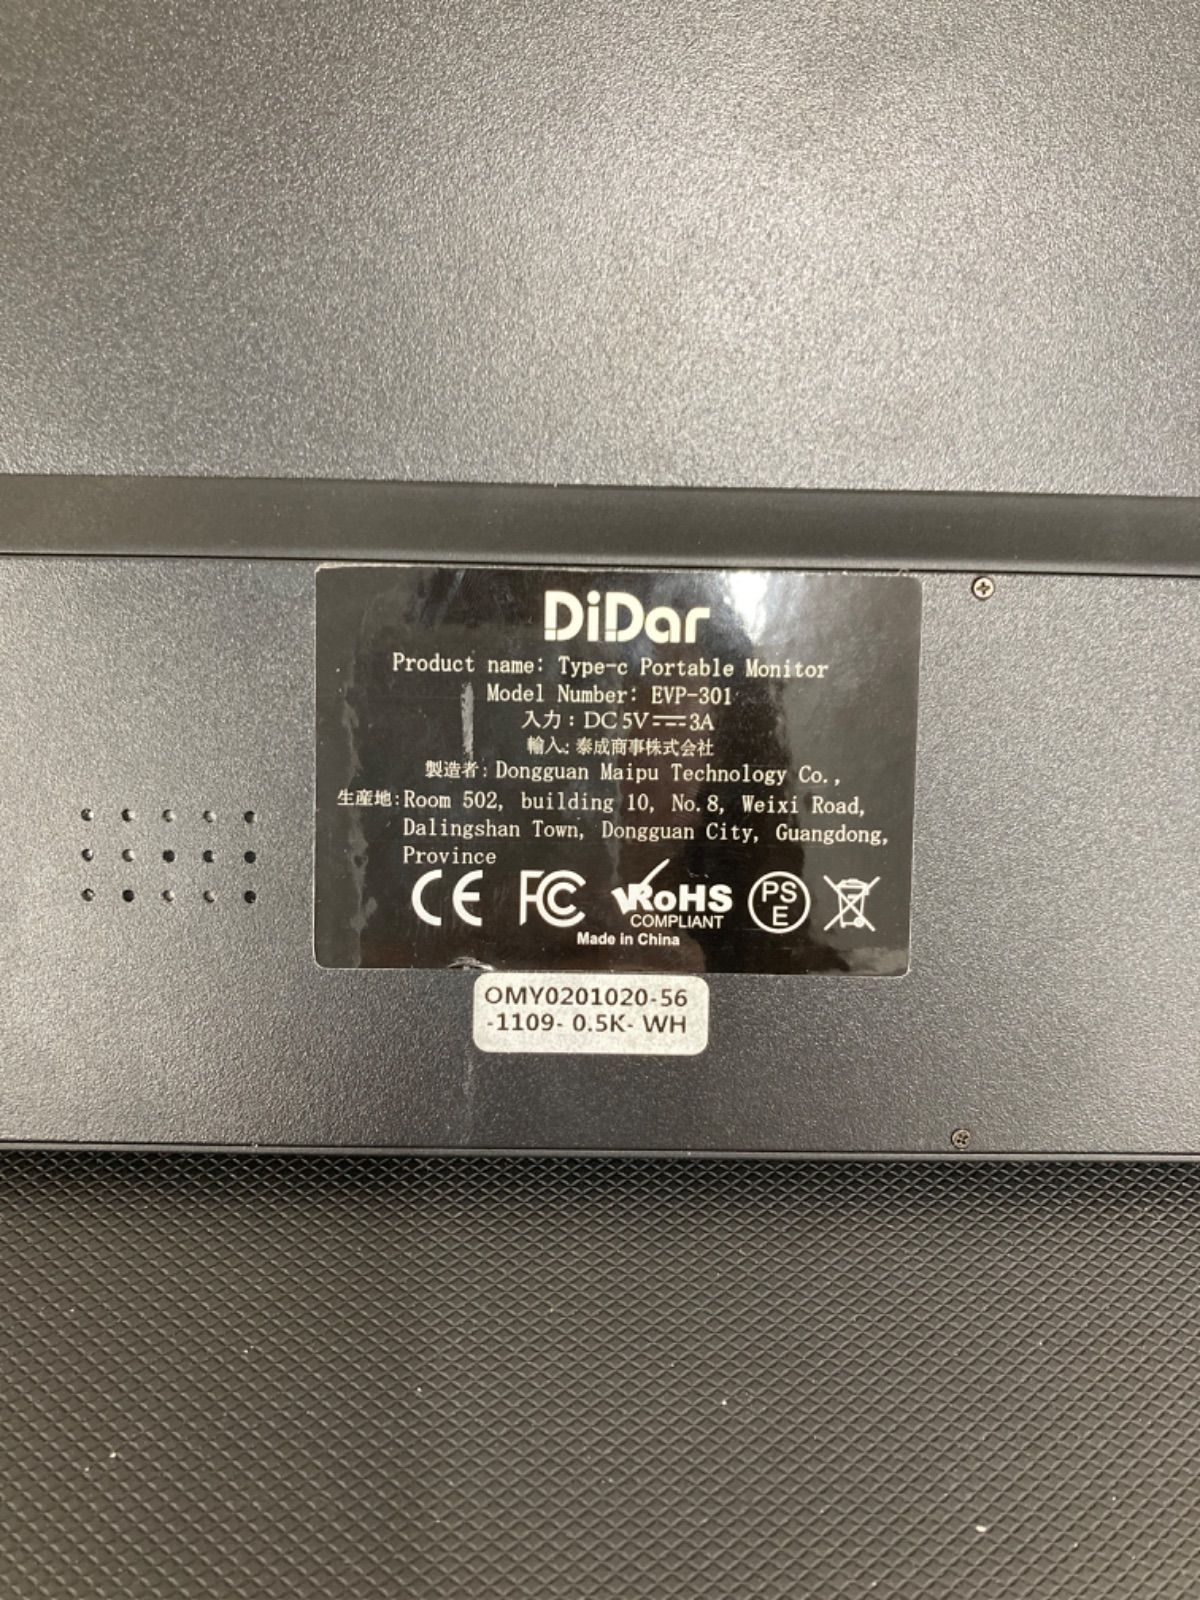 DiDar
Product name: Type-c Portable Monitor
Model Number: EVP-301
入力：DC 5V⎓3A
輸入: 泰成商事株式会社
製造者: Dongguan Maipu Technology Co.,
生産地: Room 502, building 10, No.8, Weixi Road,
Dalingshan Town, Dongguan City, Guangdong,
Province
CE FC RoHS PSE
COMPLIANT
Made in China
OMY0201020-56
-1109- 0.5K- WH